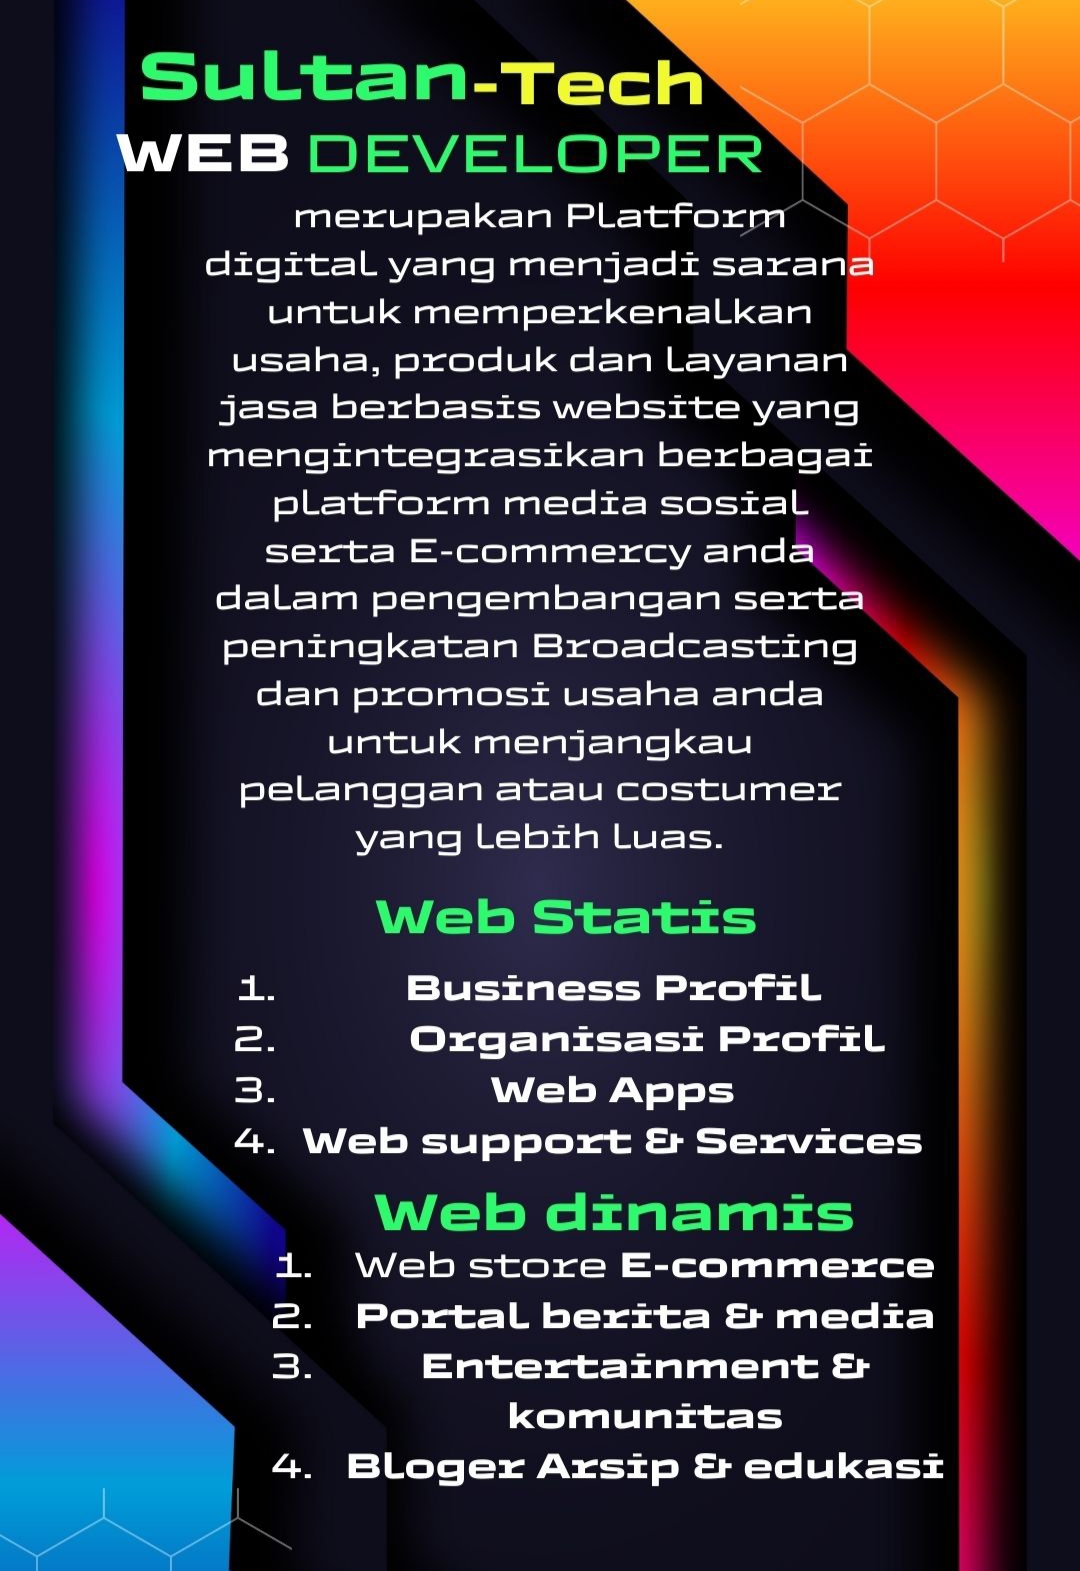 Sultan-Tech
WEB DEVELOPER
merupakan Platform
digital yang menjadi sarana
untuk memperkenalkan
usaha, produk dan layanan
jasa berbasis website yang
mengintegrasikan berbagai
platform media sosial
serta E-commercy anda
dalam pengembangan serta
peningkatan Broadcasting
dan promosi usaha anda
untuk menjangkau
pelanggan atau costumer
yang lebih luas.
Web Statis
1. Business Profil
2. Organisasi Profil
3. Web Apps
4. Web support & Services
Web dinamis
1. Web store E-commerce
2. Portal berita & media
3. Entertainment &
komunitas
4. Bloger Arsip & edukasi